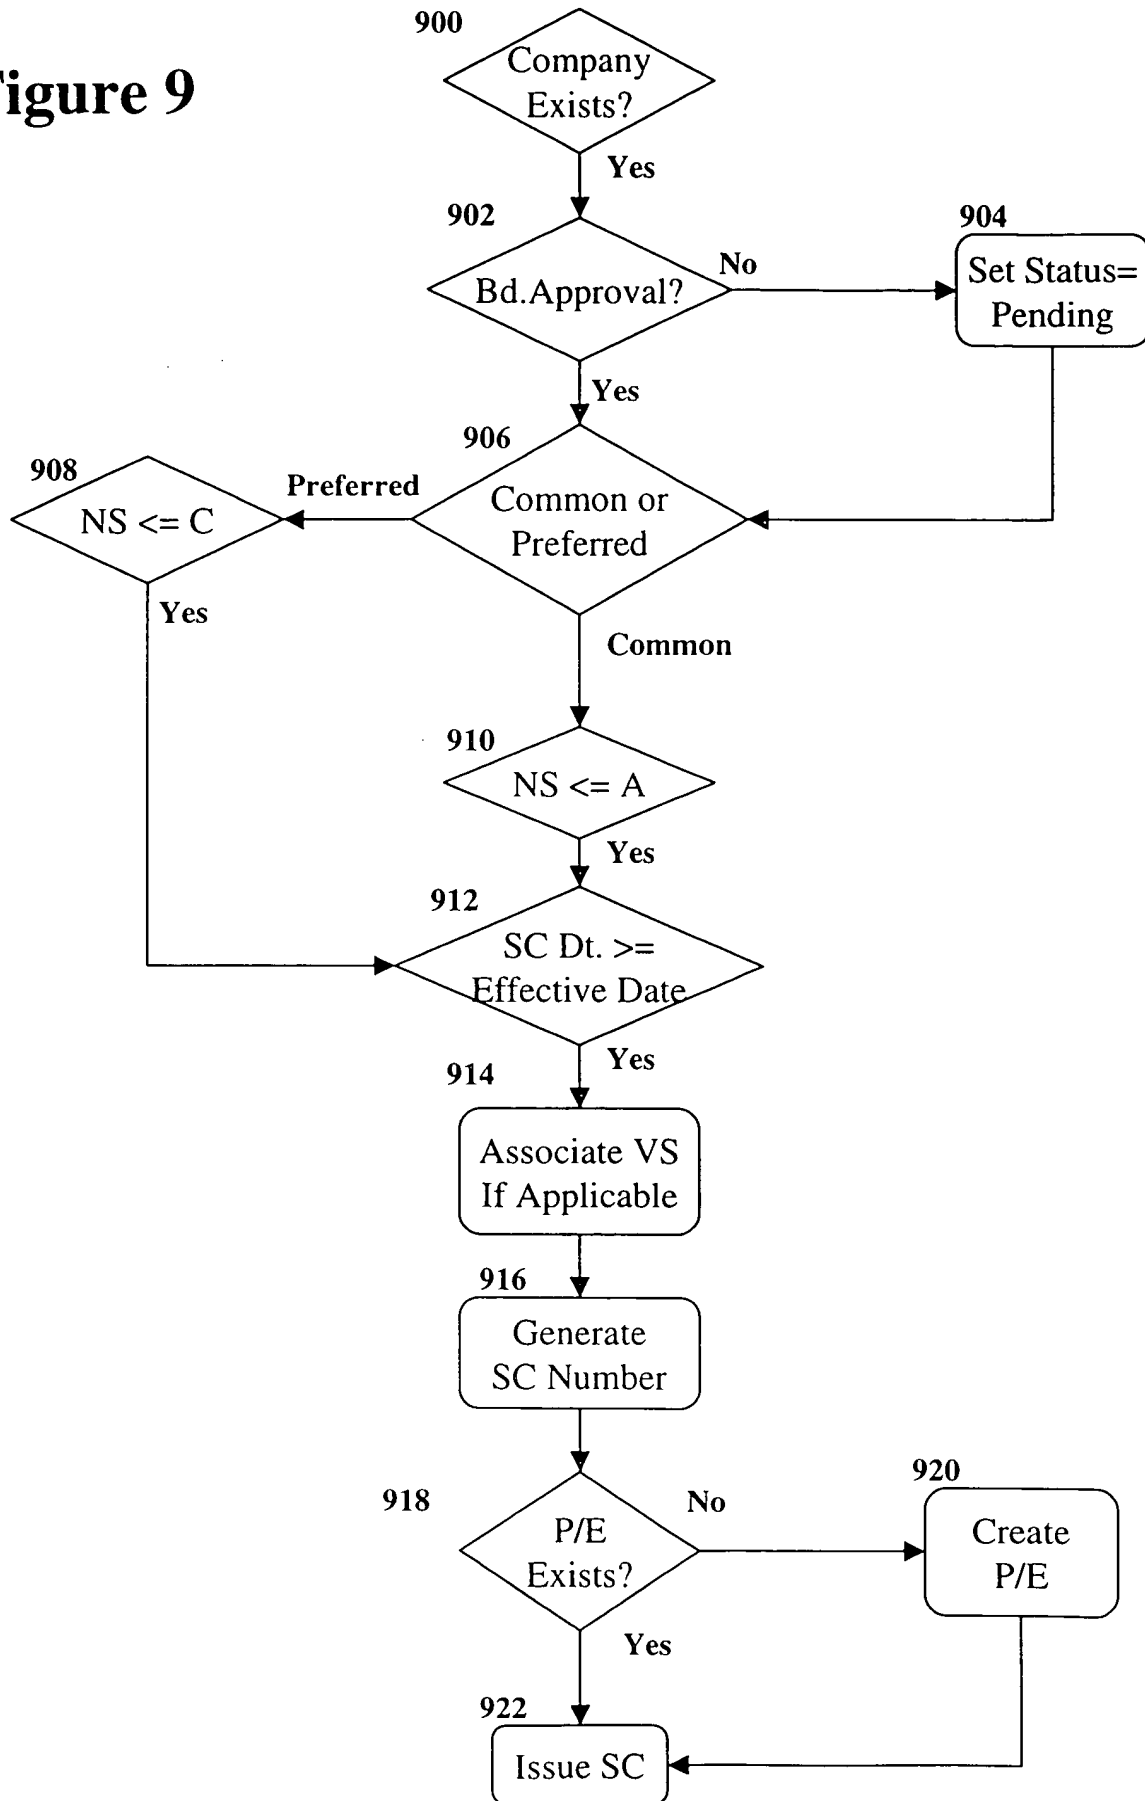 900
Company
Exists?
igure 9
Yes
902
904
Bd.Approval?
No
Set Status=
Pending
Yes
906
908
Preferred
Common or
Preferred
NS <= C
Yes
Common
910
NS <= A
Yes
912
SC Dt. >=
Effective Date
Yes
914
Associate VS
If Applicable
916
Generate
SC Number
918
No
920
P/E
Exists?
Create
P/E
Yes
922
Issue SC